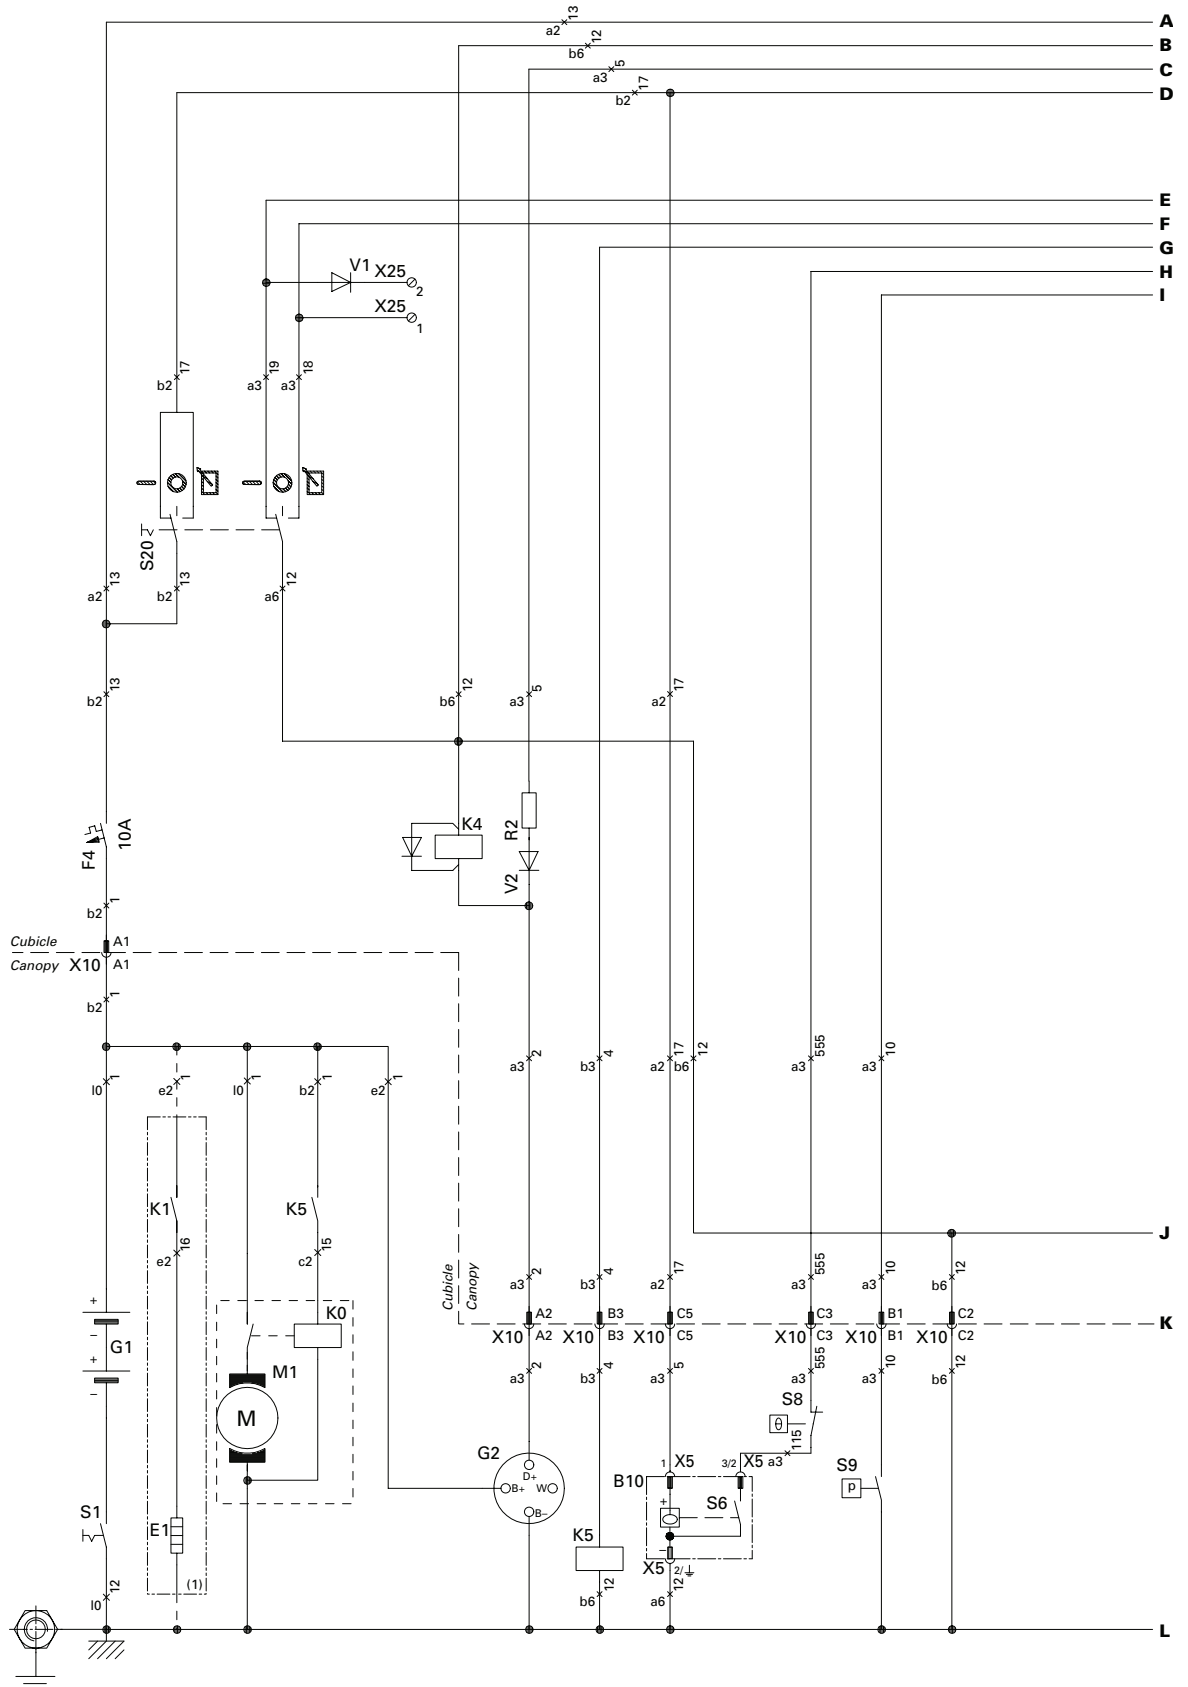 13
a2
A
12
b6
B
5
a3
C
17
b2
D
E
F
G
H
I
V1 X25
2
X25
1
17
b2
19
a3
18
a3
S20
13
a2
13
b2
12
a6
13
b2
12
b6
5
a3
17
a2
10A
F4
K4
R2
V2
1
b2
Cubicle A1
Canopy X10 A1
1
b2
2
a3
4
b3
17
a2
12
b6
555
a3
10
a3
1
l0
1
e2
1
l0
1
b2
1
e2
K1
K5
16
e2
15
c2
J
Cubicle
Canopy
2
a3
4
b3
17
a2
555
a3
10
a3
12
b6
+
−
G1
+
−
K0
A2 B3 C5 C3 B1 C2
X10 A2 X10 B3 X10 C5 X10 C3 X10 B1 X10 C2
K
2
a3
4
b3
5
a3
555
a3
10
a3
12
b6
M1
M
S8
θ
115
a3
G2
D+
B+ W
B−
1 X5
3/2 X5
B10
+
S6
−
X5 2/
S9
p
S1
E1
(1)
K5
12
l0
12
b6
12
a6
L